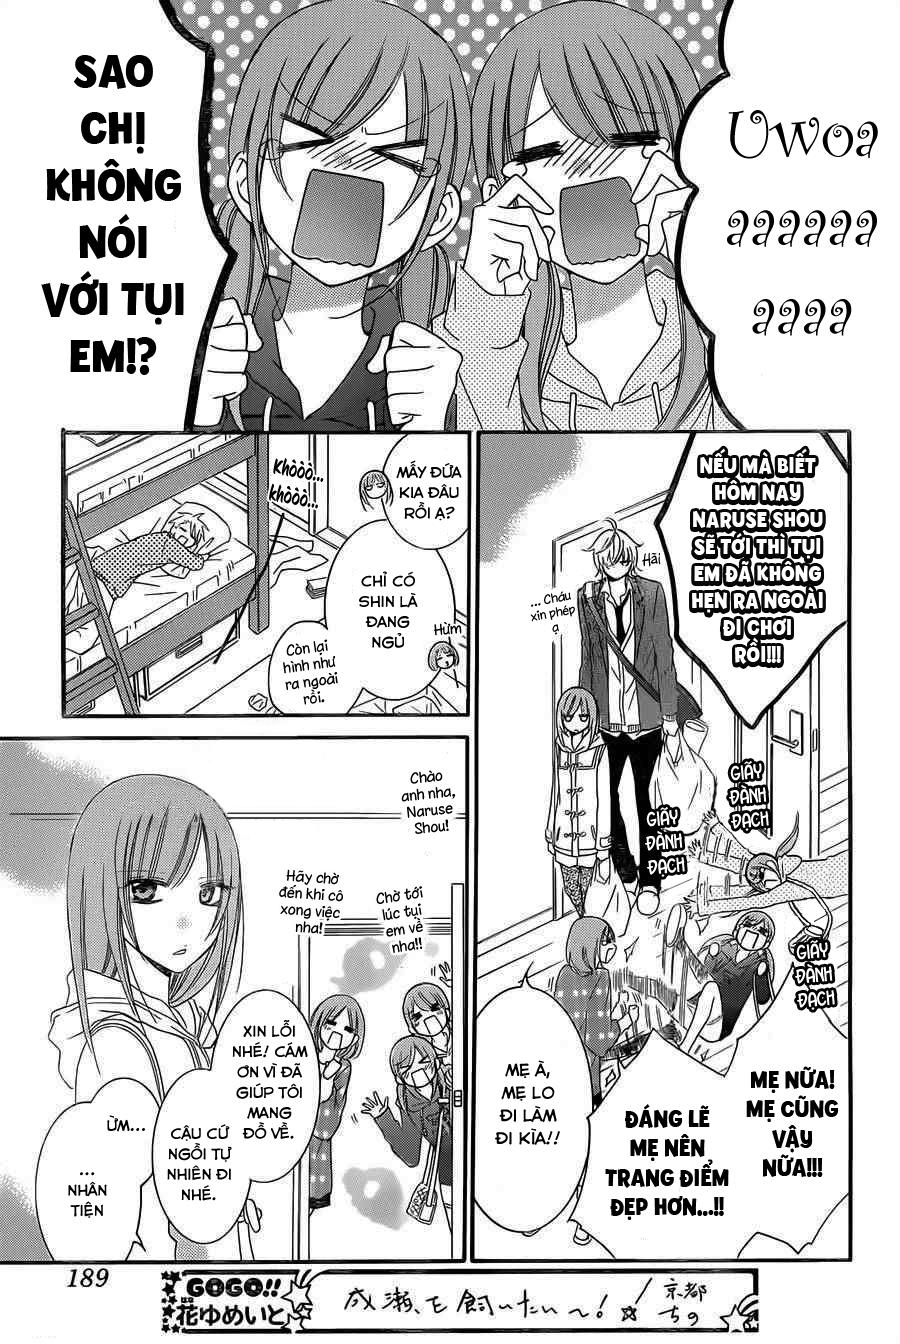 Uwoa
aaaaaa
aaaa
SAO
CHỊ
KHÔNG
NÓI
VỚI TỤI
EM!?
NẾU MÀ BIẾT
HÔM NAY
NARUSE SHOU
SẼ TỚI THÌ TỤI
EM ĐÃ KHÔNG
HẸN RA NGOÀI
ĐI CHƠI
RỒI!!!
Hãi
... Cháu
xin phép
ạ
GIÃY
ĐÀNH
ĐẠCH
GIÃY
ĐÀNH
ĐẠCH
GIÃY
ĐÀNH
ĐẠCH
MẸ NỮA!
MẸ CŨNG
VẬY
NỮA!!!
ĐÁNG LẼ
MẸ NÊN
TRANG ĐIỂM
ĐẸP HƠN...!!
MẸ À,
MẸ LO
ĐI LÀM
ĐI KÌA!!
MẤY ĐỨA
KIA ĐÂU
RỒI Ạ?
Khòòò...
khòòò...
CHỈ CÓ
SHIN LÀ
ĐANG
NGỦ
Hừm
Còn lại
hình như
ra ngoài
rồi.
Chào
anh nha,
Naruse
Shou!
Chờ tới
lúc tụi
em về
nha!!
Hãy chờ
đến khi cô
xong việc
nha!
XIN LỖI
NHÉ! CÁM
ƠN VÌ ĐÃ
GIÚP TÔI
MANG
ĐỒ VỀ.
CẬU CỨ
NGỒI TỰ
NHIÊN ĐI
NHÉ.
ỪM...
...
NHÂN
TIỆN
189
GOGO!!
花ゆめいと
はな
成瀬、を飼いたい〜!☆
京都
ちの